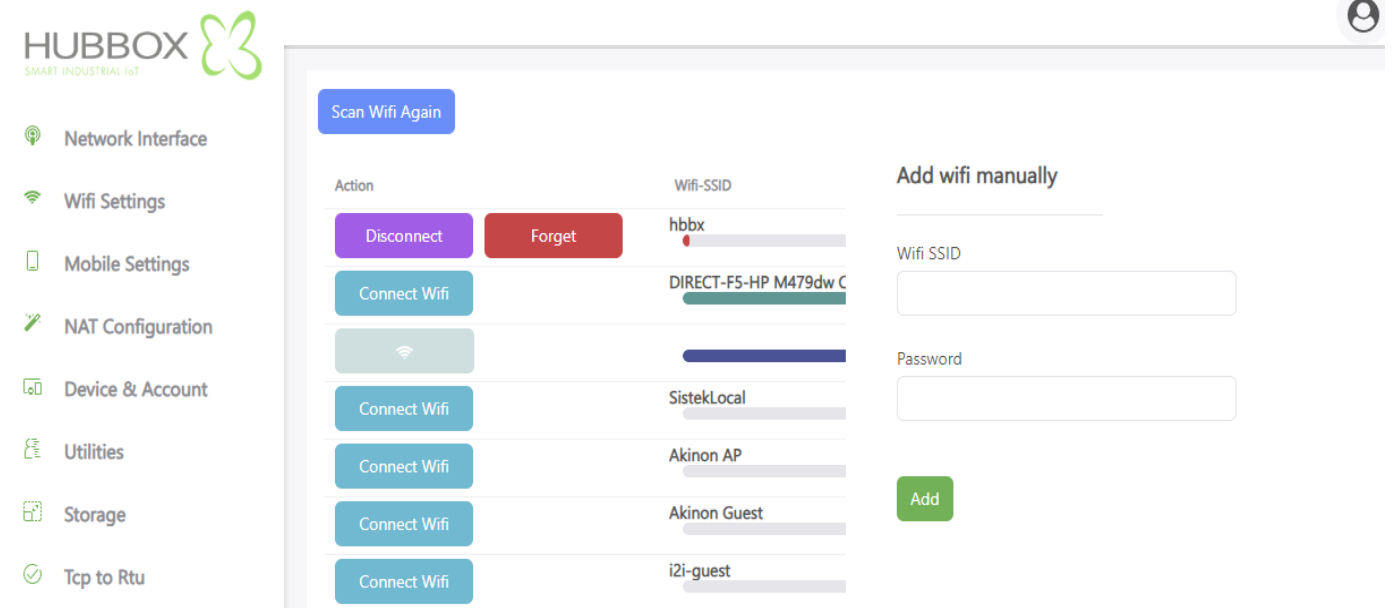 HUBBOX
SMART INDUSTRIAL IoT
Network Interface
Wifi Settings
Mobile Settings
NAT Configuration
Device & Account
Utilities
Storage
Tcp to Rtu
Scan Wifi Again
Action Wifi-SSID
Disconnect Forget hbbx
Connect Wifi DIRECT-F5-HP M479dw
Connect Wifi SistekLocal
Connect Wifi Akinon AP
Connect Wifi Akinon Guest
Connect Wifi i2i-guest
Add wifi manually
Wifi SSID
Password
Add